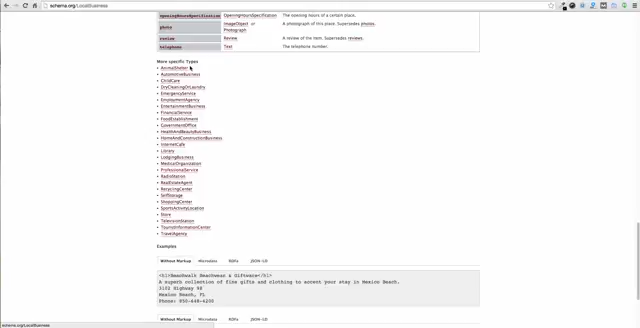 schema.org/LocalBusiness
openingHoursSpecification OpeningHoursSpecification The opening hours of a certain place.
photo ImageObject or Photograph A photograph of this place. Supersedes photos.
review Review A review of the item. Supersedes reviews.
telephone Text The telephone number.
More specific Types
AnimalShelter
AutomotiveBusiness
ChildCare
DryCleaningOrLaundry
EmergencyService
EmploymentAgency
EntertainmentBusiness
FinancialService
FoodEstablishment
GovernmentOffice
HealthAndBeautyBusiness
HomeAndConstructionBusiness
InternetCafe
Library
LodgingBusiness
MedicalOrganization
ProfessionalService
RadioStation
RealEstateAgent
RecyclingCenter
SelfStorage
ShoppingCenter
SportsActivityLocation
Store
TelevisionStation
TouristInformationCenter
TravelAgency
Examples
Without Markup Microdata RDFa JSON-LD
<h1>Beachwalk Beachwear & Giftware</h1>
A superb collection of fine gifts and clothing to accent your stay in Mexico Beach.
3102 Highway 98
Mexico Beach, FL
Phone: 850-648-4200
Without Markup Microdata RDFa JSON-LD
schema.org/LocalBusiness